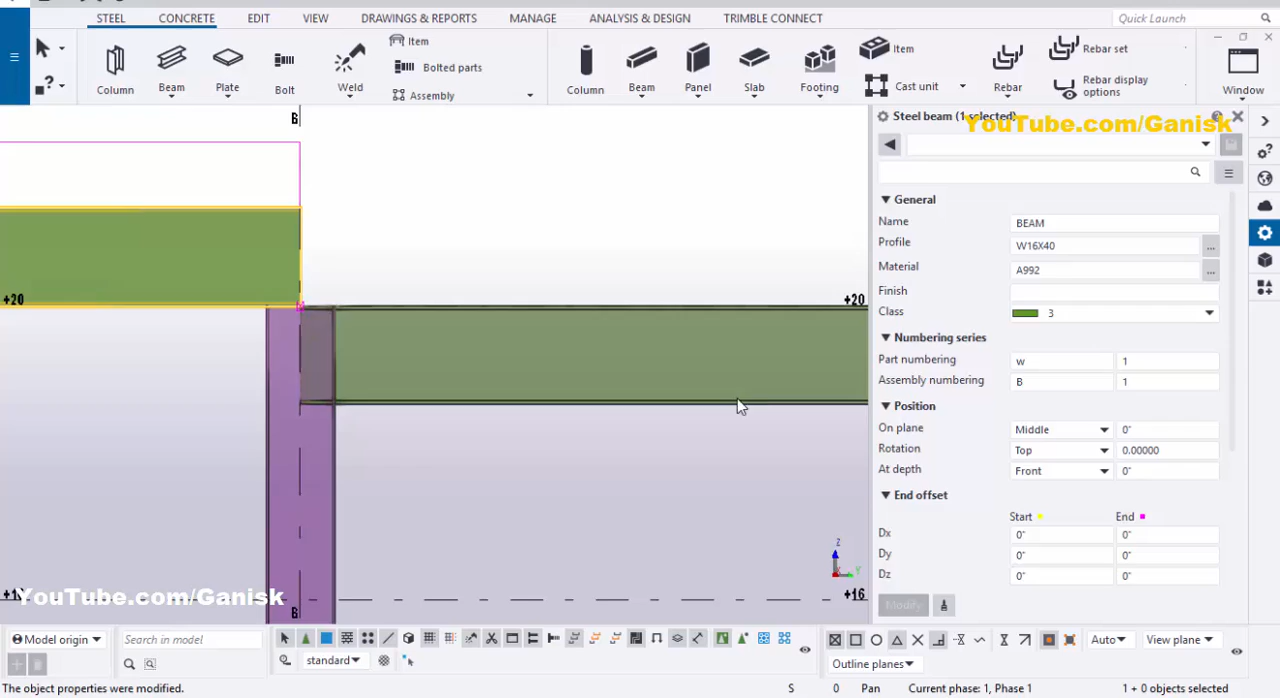 STEEL CONCRETE EDIT VIEW DRAWINGS & REPORTS MANAGE ANALYSIS & DESIGN TRIMBLE CONNECT Quick Launch
Item Item Rebar set
Bolted parts
Rebar display options
Column Beam Plate Bolt Weld Assembly Column Beam Panel Slab Footing Cast unit Rebar Window
B
Steel beam (1 selected)
YouTube.com/Ganisk
General
Name BEAM
Profile W16X40 ...
Material A992 ...
Finish
Class 3
Numbering series
Part numbering w 1
Assembly numbering B 1
Position
On plane Middle 0"
Rotation Top 0.00000
At depth Front 0"
End offset
Start End
Dx 0" 0"
Dy 0" 0"
Dz 0" 0"
Modify
+20 +20
z
YouTube.com/Ganisk
B
+16
Model origin Search in model
standard
Auto View plane
Outline planes
The object properties were modified. S 0 Pan Current phase: 1, Phase 1 1 + 0 objects selected